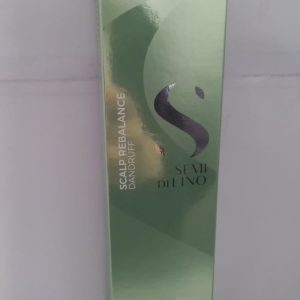 SCALP REBALANCE
DANDRUFF
SEMI
DI LINO